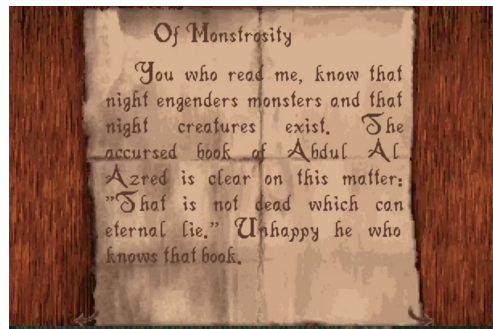 Of Monstrosity
You who read me, know that
night engenders monsters and that
night creatures exist. The
accursed book of Abdul Al
Azred is clear on this matter:
"That is not dead which can
eternal lie." Unhappy he who
knows that book.